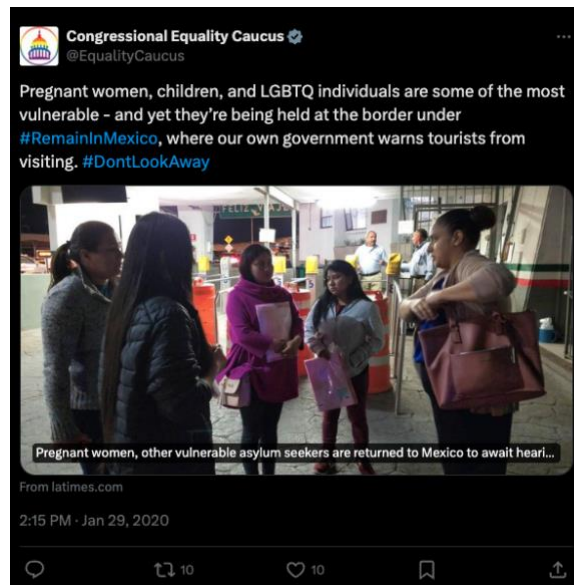 Congressional Equality Caucus
@EqualityCaucus
Pregnant women, children, and LGBTQ individuals are some of the most
vulnerable - and yet they’re being held at the border under
#RemainInMexico, where our own government warns tourists from
visiting. #DontLookAway
FELIZ VIAJE
Pregnant women, other vulnerable asylum seekers are returned to Mexico to await heari...
From latimes.com
2:15 PM · Jan 29, 2020
10
10